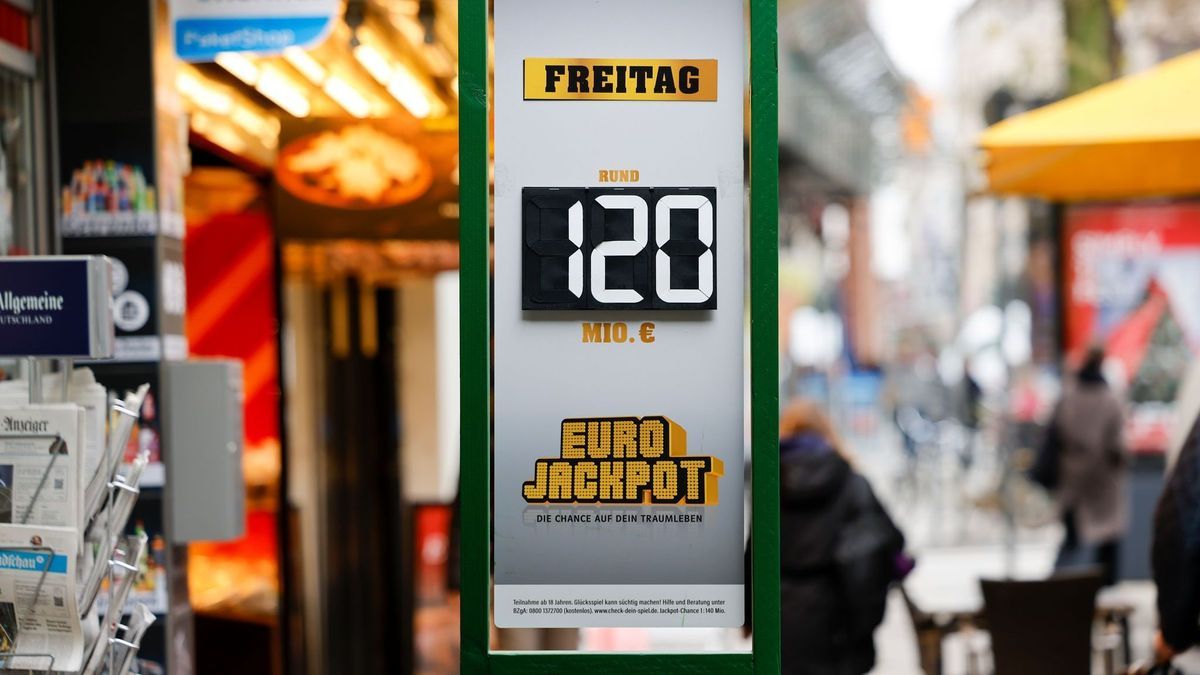 PaketShop
FREITAG
RUND
120
MIO. €
EURO
JACKPOT
DIE CHANCE AUF DEIN TRAUMLEBEN
Teilnahme ab 18 Jahren. Glücksspiel kann süchtig machen! Hilfe und Beratung unter
BZgA: 0800 1372700 (kostenlos). www.check-dein-spiel.de. Jackpot-Chance 1:140 Mio.
Allgemeine
Anzeiger